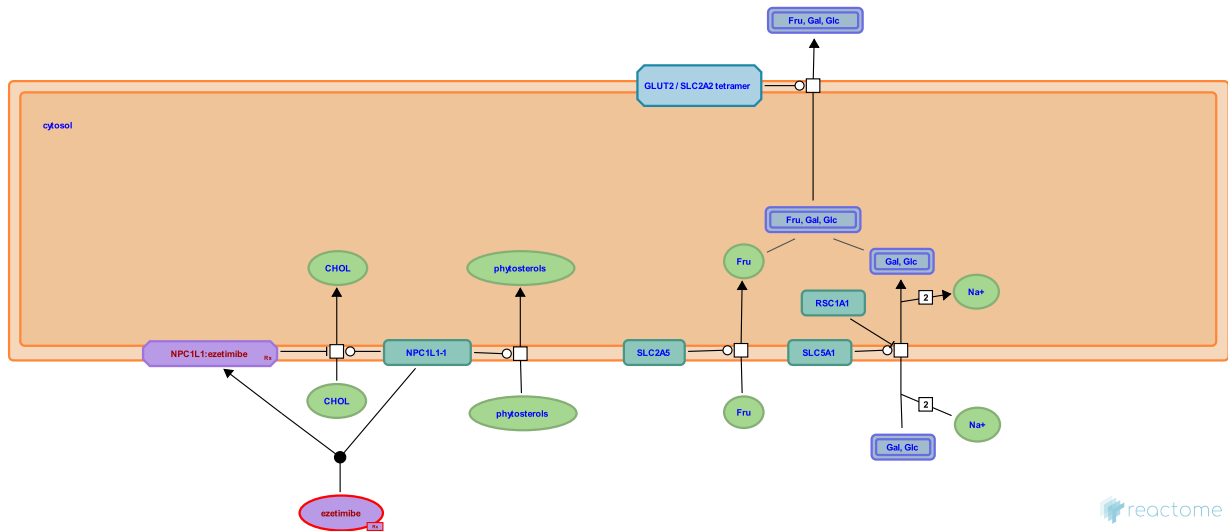 Fru, Gal, Glc
GLUT2 / SLC2A2 tetramer
cytosol
Fru, Gal, Glc
CHOL
phytosterols
Fru
Gal, Glc
2
Na+
RSC1A1
NPC1L1:ezetimibe
Rx
NPC1L1-1
SLC2A5
SLC5A1
CHOL
phytosterols
Fru
2
Na+
Gal, Glc
ezetimibe
Rx
reactome